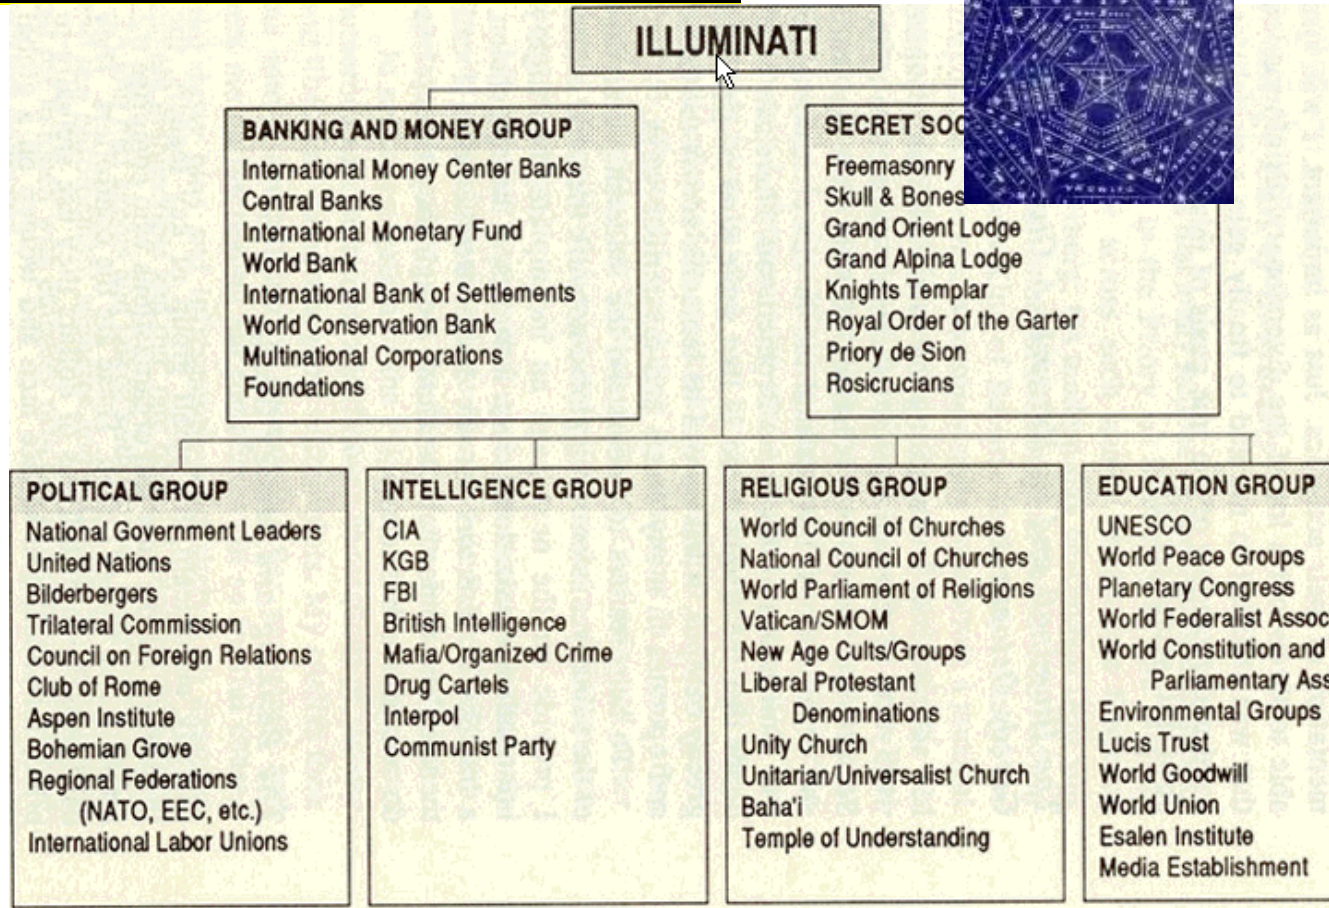 ILLUMINATI
BANKING AND MONEY GROUP
International Money Center Banks
Central Banks
International Monetary Fund
World Bank
International Bank of Settlements
World Conservation Bank
Multinational Corporations
Foundations
SECRET SOC
Freemasonry
Skull & Bones
Grand Orient Lodge
Grand Alpina Lodge
Knights Templar
Royal Order of the Garter
Priory de Sion
Rosicrucians
POLITICAL GROUP
National Government Leaders
United Nations
Bilderbergers
Trilateral Commission
Council on Foreign Relations
Club of Rome
Aspen Institute
Bohemian Grove
Regional Federations
(NATO, EEC, etc.)
International Labor Unions
INTELLIGENCE GROUP
CIA
KGB
FBI
British Intelligence
Mafia/Organized Crime
Drug Cartels
Interpol
Communist Party
RELIGIOUS GROUP
World Council of Churches
National Council of Churches
World Parliament of Religions
Vatican/SMOM
New Age Cults/Groups
Liberal Protestant
Denominations
Unity Church
Unitarian/Universalist Church
Baha'i
Temple of Understanding
EDUCATION GROUP
UNESCO
World Peace Groups
Planetary Congress
World Federalist Assoc
World Constitution and
Parliamentary Ass
Environmental Groups
Lucis Trust
World Goodwill
World Union
Esalen Institute
Media Establishment